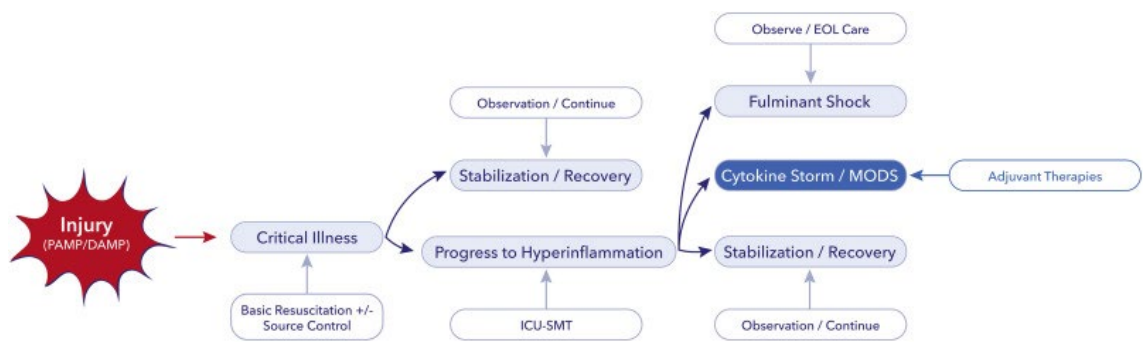 Observe / EOL Care
Fulminant Shock
Observation / Continue
Stabilization / Recovery
Cytokine Storm / MODS
Adjuvant Therapies
Injury
(PAMP/DAMP)
Critical Illness
Progress to Hyperinflammation
Stabilization / Recovery
Basic Resuscitation +/-
Source Control
ICU-SMT
Observation / Continue